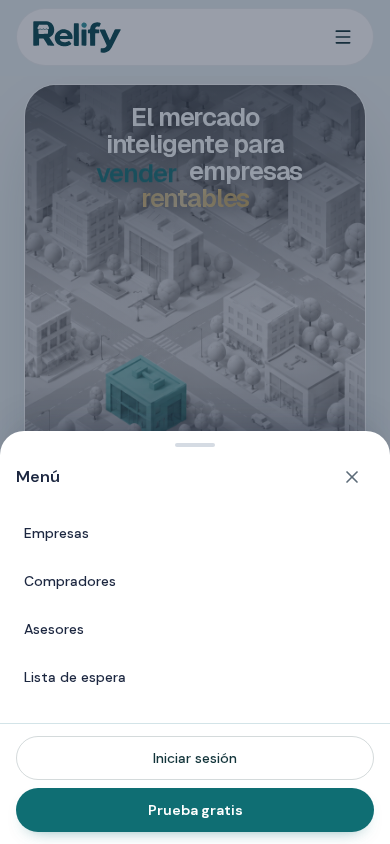 Relify
El mercado
inteligente para
vender empresas
rentables
Menú
Empresas
Compradores
Asesores
Lista de espera
Iniciar sesión
Prueba gratis